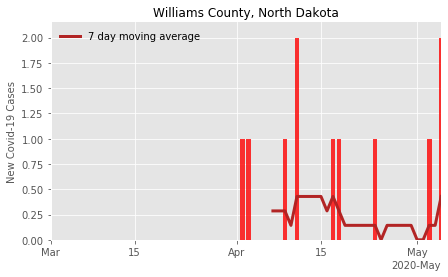 Williams County, North Dakota
7 day moving average
New Covid-19 Cases
2.00
1.75
1.50
1.25
1.00
0.75
0.50
0.25
0.00
Mar 15 Apr 15 May
2020-May